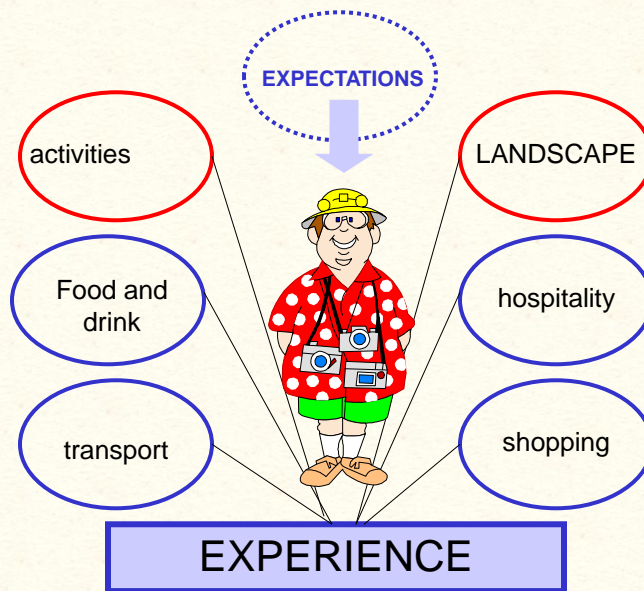 EXPECTATIONS
activities
LANDSCAPE
Food and
drink
hospitality
transport
shopping
EXPERIENCE